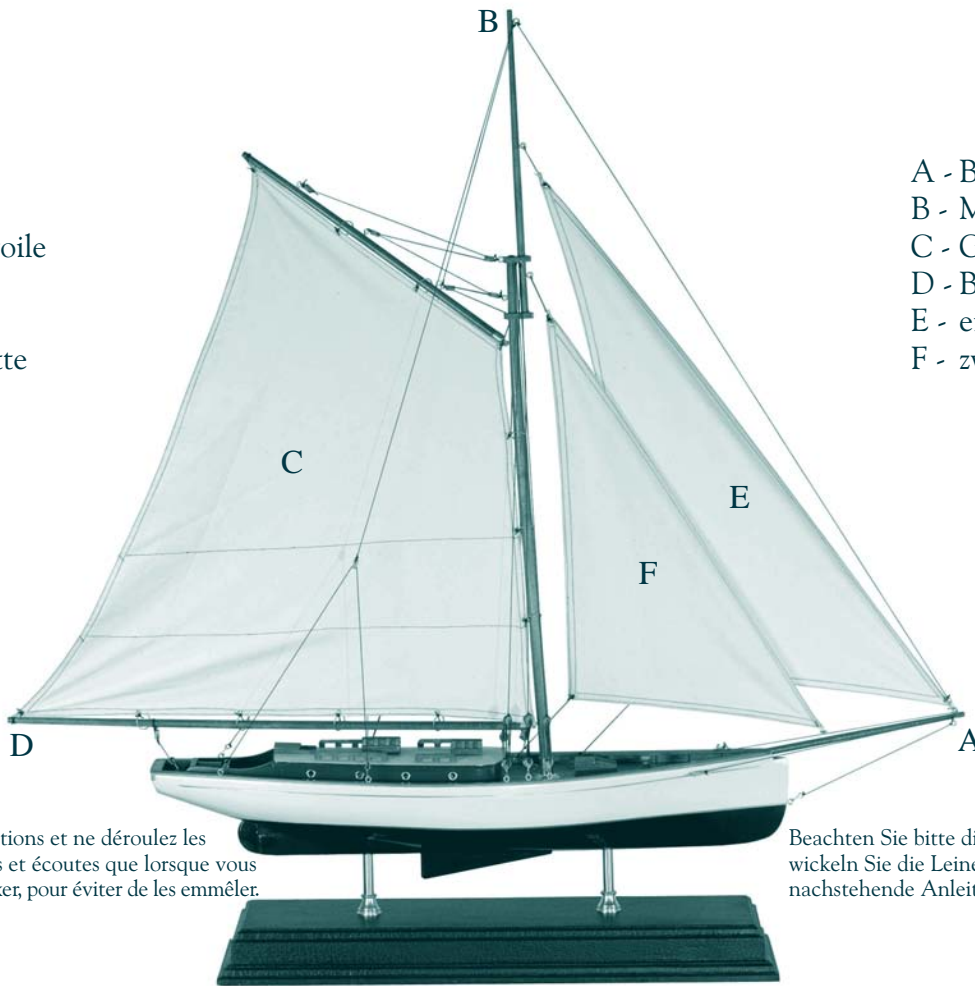 B
A - B
B - M
oile
C -
D - B
tte
E - e
F - zw
C
E
F
D
A
tions et ne déroulez les
s et écoutes que lorsque vous
er, pour éviter de les emmêler.
Beachten Sie bitte di
wickeln Sie die Leine
nachstehende Anleit